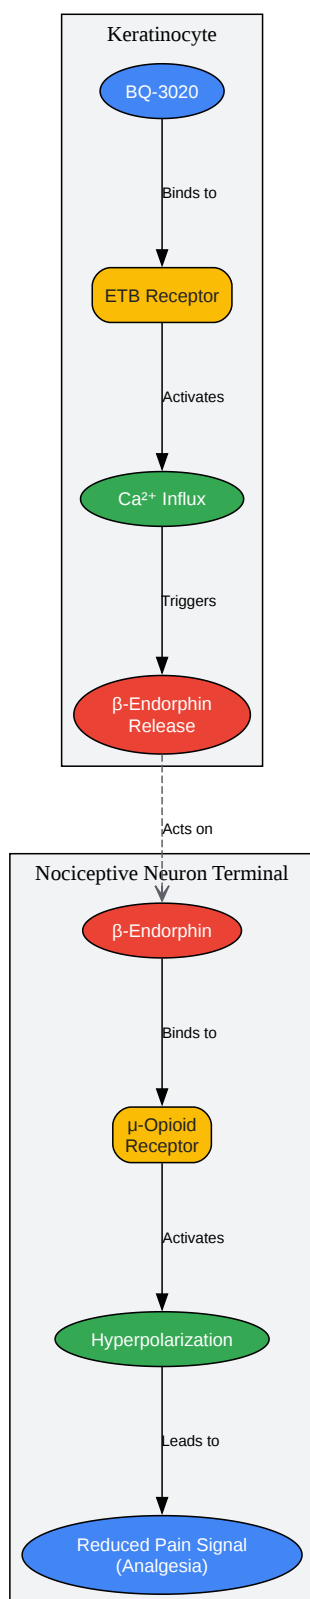 Keratinocyte
BQ-3020
Binds to
ETB Receptor
Activates
Ca²⁺ Influx
Triggers
β-Endorphin
Release
Acts on
Nociceptive Neuron Terminal
β-Endorphin
Binds to
μ-Opioid
Receptor
Activates
Hyperpolarization
Leads to
Reduced Pain Signal
(Analgesia)